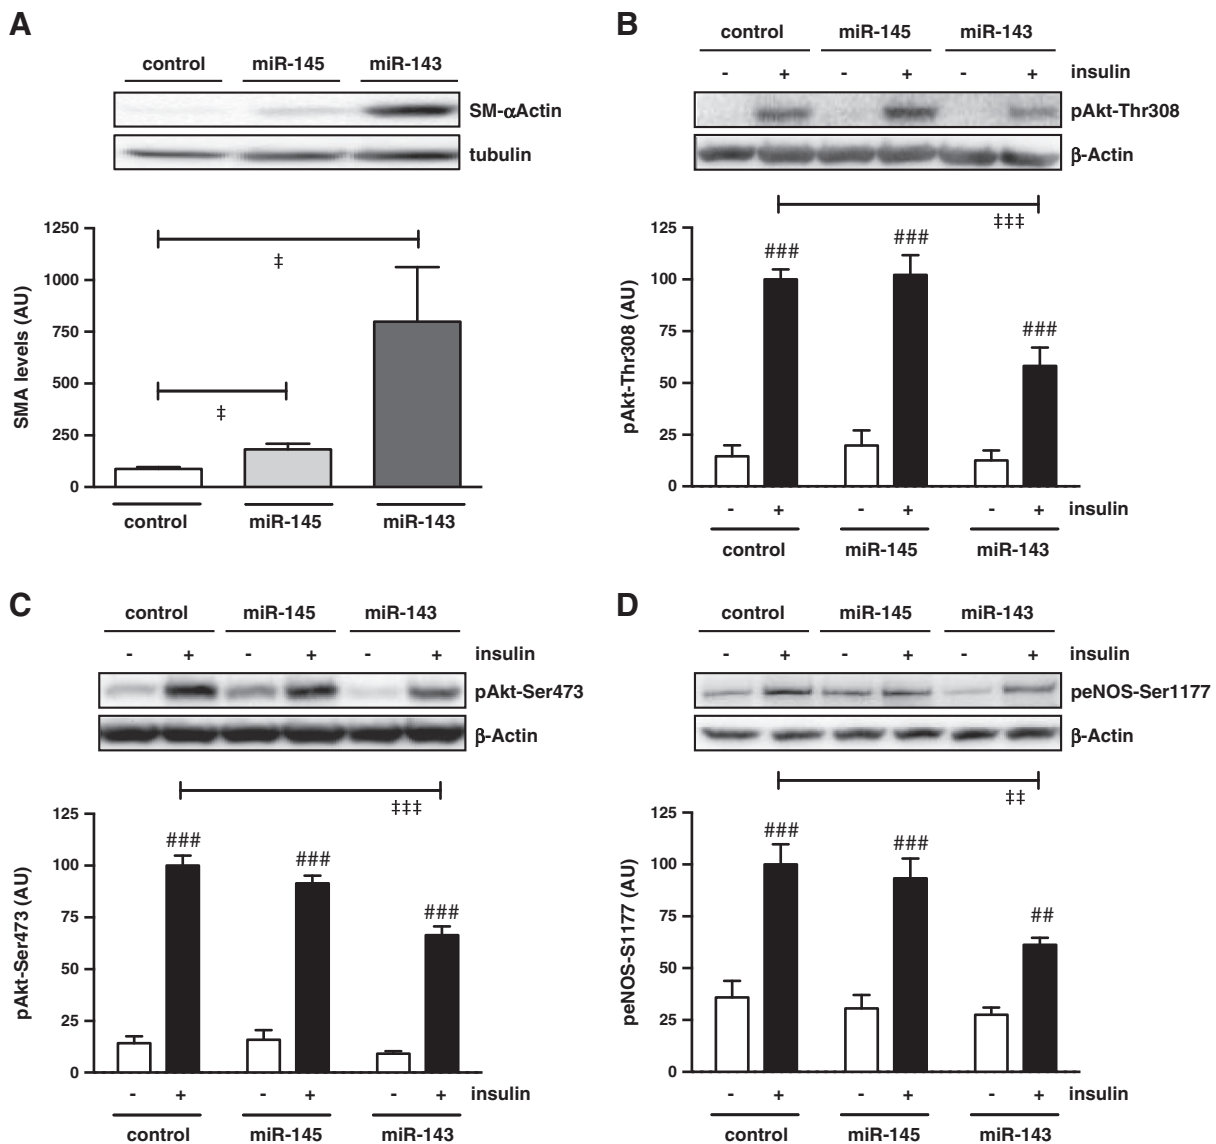 A
control miR-145 miR-143
SM-αActin
tubulin
1250
1000
750
500
250
0
SMA levels (AU)
‡
‡
control miR-145 miR-143
B
control miR-145 miR-143
- + - + - + insulin
pAkt-Thr308
β-Actin
‡‡‡
125
100
75
50
25
0
pAkt-Thr308 (AU)
### ### ###
- + - + - + insulin
control miR-145 miR-143
C
control miR-145 miR-143
- + - + - + insulin
pAkt-Ser473
β-Actin
‡‡‡
125
100
75
50
25
0
pAkt-Ser473 (AU)
### ### ###
- + - + - + insulin
control miR-145 miR-143
D
control miR-145 miR-143
- + - + - + insulin
peNOS-Ser1177
β-Actin
‡‡
125
100
75
50
25
0
peNOS-S1177 (AU)
### ### ##
- + - + - + insulin
control miR-145 miR-143